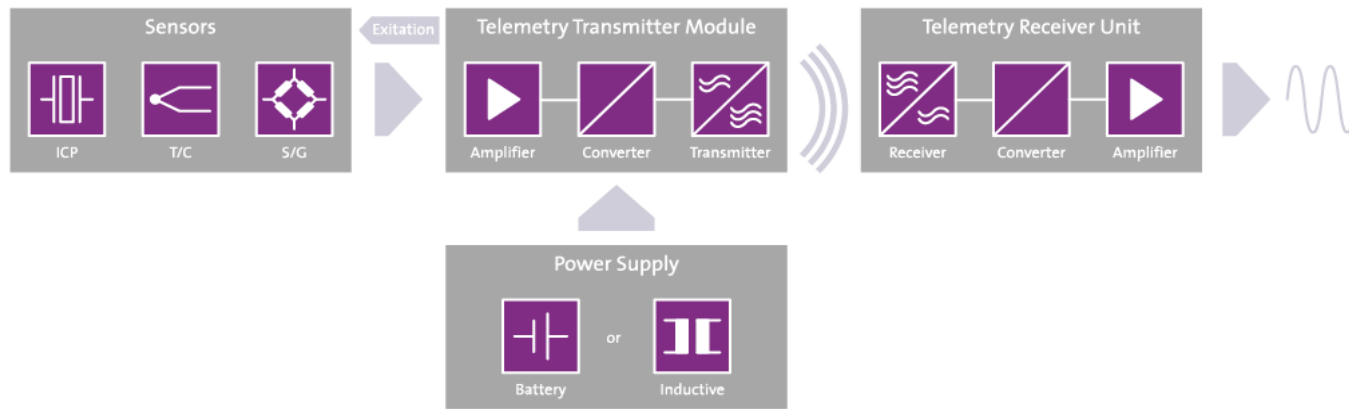 Sensors
ICP
T/C
S/G
Exitation
Telemetry Transmitter Module
Amplifier
Converter
Transmitter
Telemetry Receiver Unit
Receiver
Converter
Amplifier
Power Supply
Battery
or
Inductive